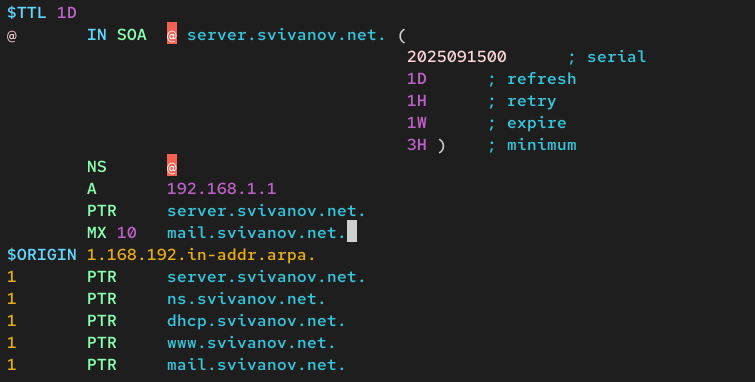 $TTL 1D
@ IN SOA @ server.svivanov.net. (
2025091500 ; serial
1D ; refresh
1H ; retry
1W ; expire
3H ) ; minimum
NS @
A 192.168.1.1
PTR server.svivanov.net.
MX 10 mail.svivanov.net.
$ORIGIN 1.168.192.in-addr.arpa.
1 PTR server.svivanov.net.
1 PTR ns.svivanov.net.
1 PTR dhcp.svivanov.net.
1 PTR www.svivanov.net.
1 PTR mail.svivanov.net.